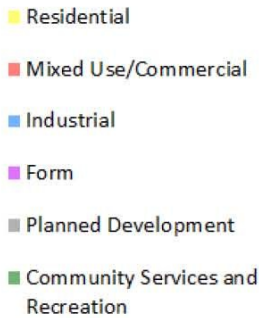 Residential
Mixed Use/Commercial
Industrial
Form
Planned Development
Community Services and
Recreation